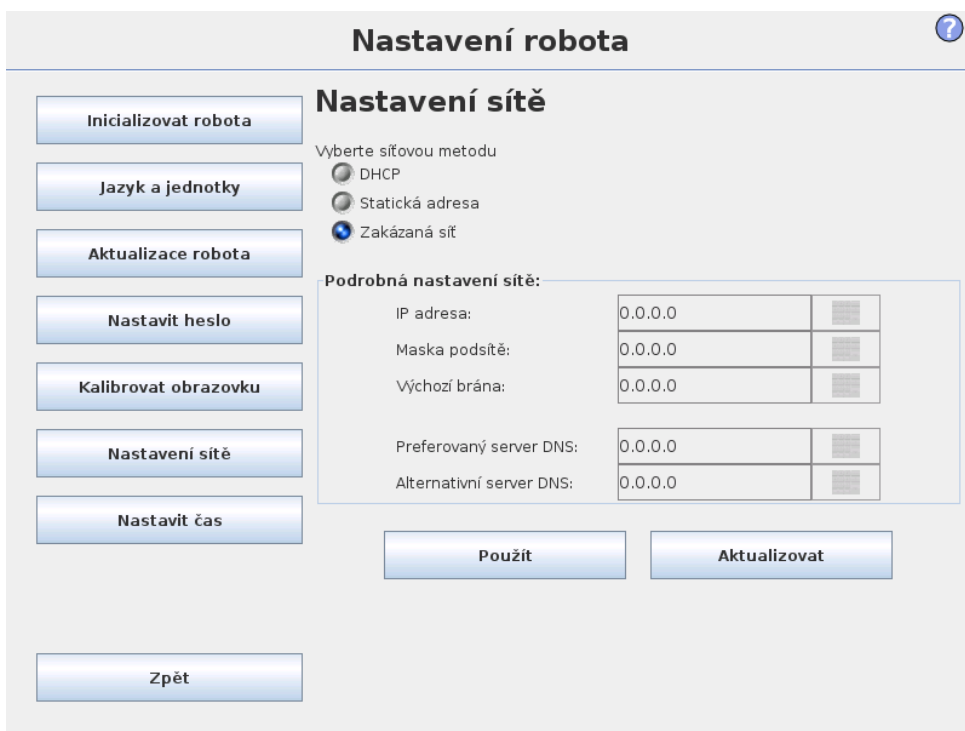 Nastavení robota
?
Inicializovat robota
Jazyk a jednotky
Aktualizace robota
Nastavit heslo
Kalibrovat obrazovku
Nastavení sítě
Nastavit čas
Zpět
Nastavení sítě
Vyberte síťovou metodu
DHCP
Statická adresa
Zakázaná síť
Podrobná nastavení sítě:
IP adresa: 0.0.0.0
Maska podsítě: 0.0.0.0
Výchozí brána: 0.0.0.0
Preferovaný server DNS: 0.0.0.0
Alternativní server DNS: 0.0.0.0
Použít Aktualizovat